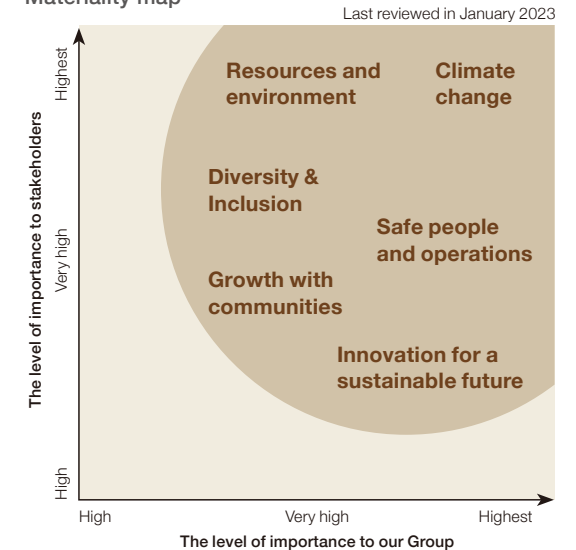 Materiality map
Last reviewed in January 2023
Highest
Very high
High
The level of importance to stakeholders
Resources and
environment
Climate
change
Diversity &
Inclusion
Safe people
and operations
Growth with
communities
Innovation for a
sustainable future
High
Very high
Highest
The level of importance to our Group